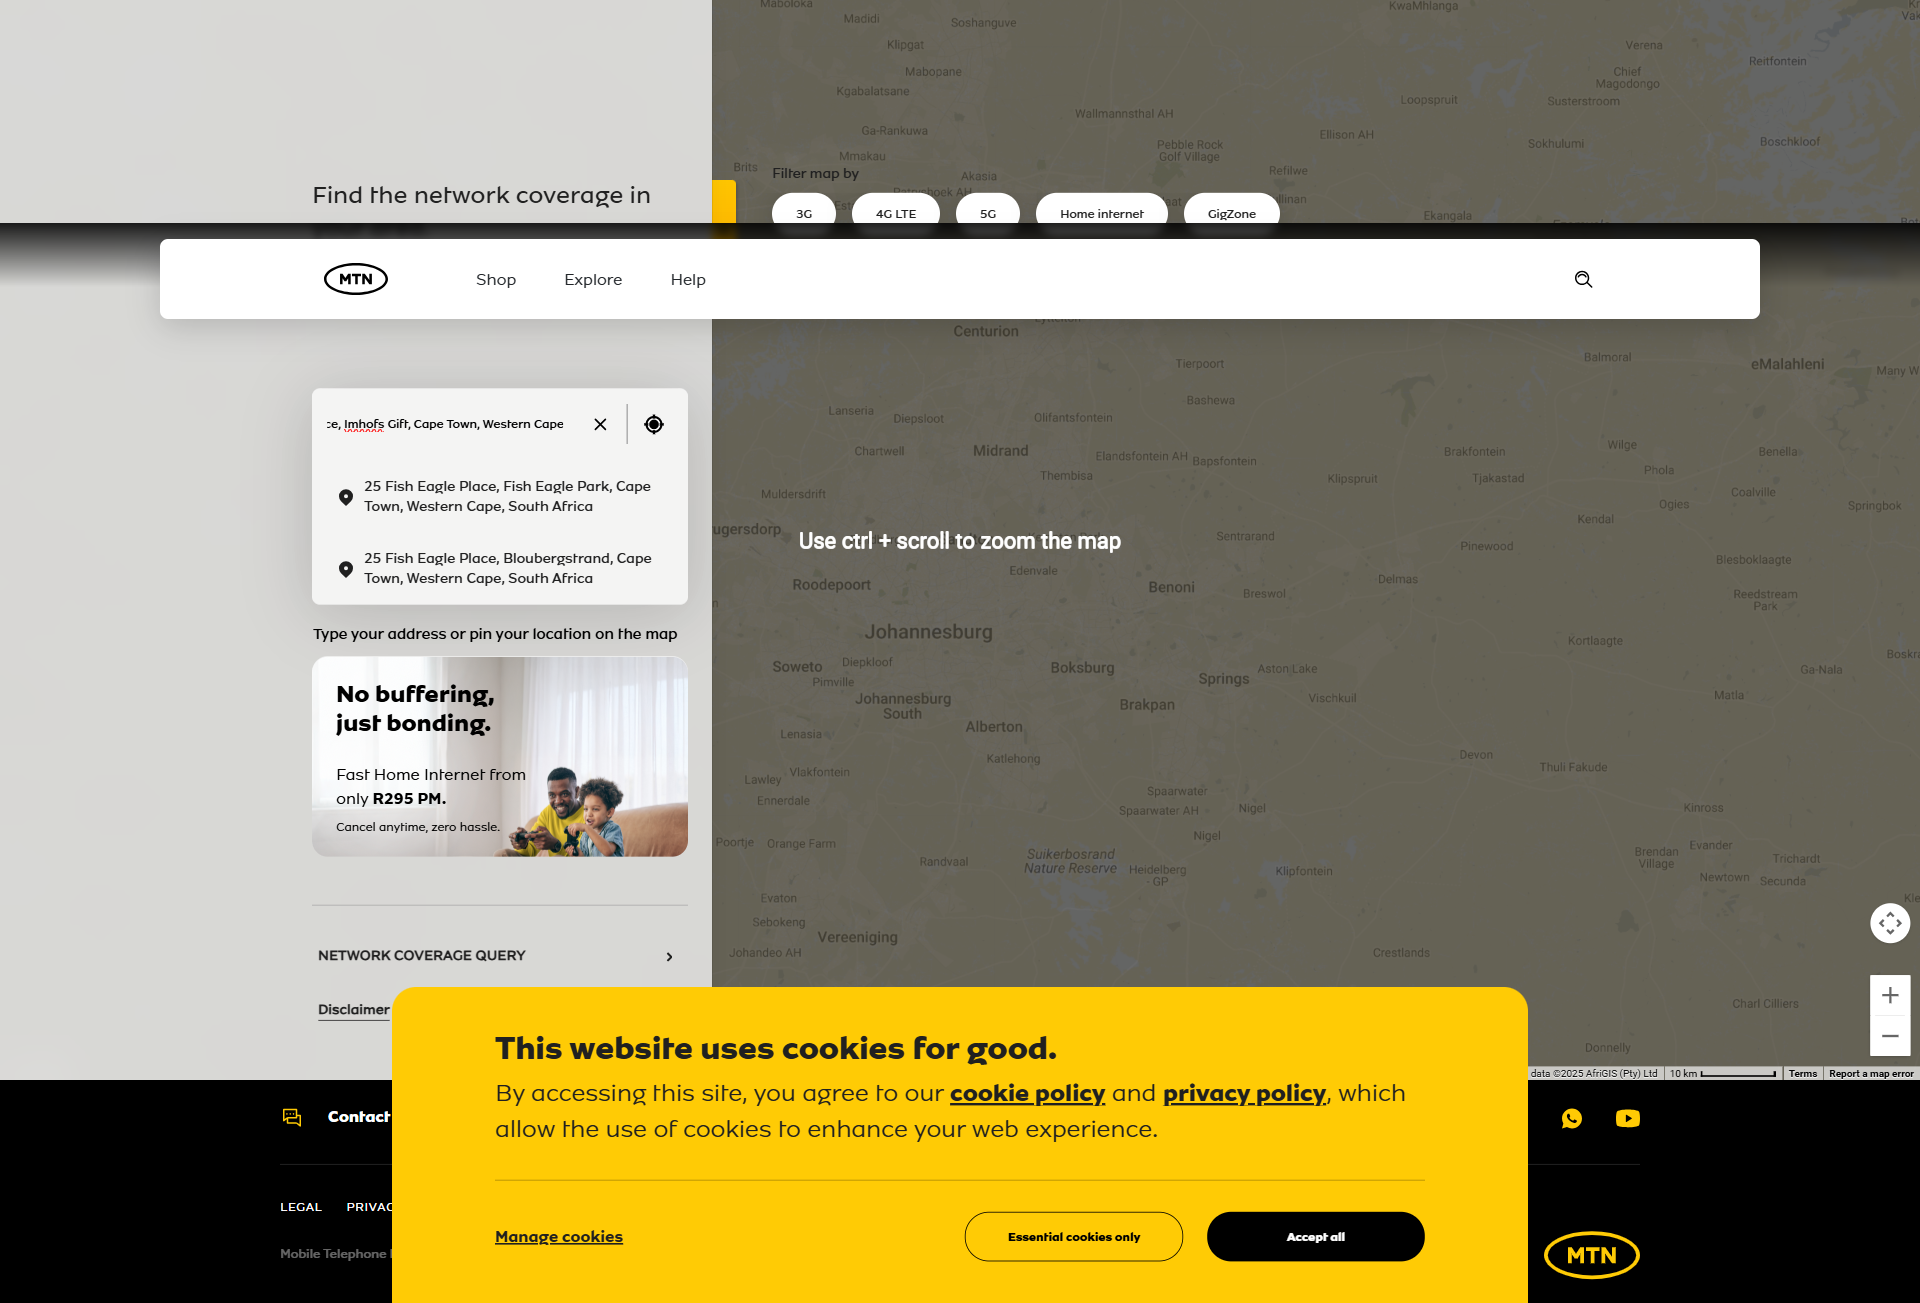 Find the network coverage in
Filter map by
3G
4G LTE
5G
Home internet
GigZone
MTN
Shop
Explore
Help
ce, Imhofs Gift, Cape Town, Western Cape
25 Fish Eagle Place, Fish Eagle Park, Cape
Town, Western Cape, South Africa
25 Fish Eagle Place, Bloubergstrand, Cape
Town, Western Cape, South Africa
Type your address or pin your location on the map
No buffering,
just bonding.
Fast Home Internet from
only R295 PM.
Cancel anytime, zero hassle.
NETWORK COVERAGE QUERY
Disclaimer
Madidi
Soshanguve
KwaMhlanga
Klipgat
Verena
Mabopane
Reitfontein
Chief
Magodongo
Kgabalatsane
Loopspruit
Susterstroom
Wallmannsthal AH
Ga-Rankuwa
Ellison AH
Boschkloof
Pebble Rock
Golf Village
Sokhulumi
Mmakau
Brits
Akasia
Refilwe
Ekangala
Centurion
Tierpoort
Balmoral
eMalahleni
Many W
Bashewa
Lanseria
Diepsloot
Olifantsfontein
Chartwell
Midrand
Elandsfontein AH
Bapsfontein
Brakfontein
Wilge
Benella
Thembisa
Klipspruit
Tjakastad
Phola
Muldersdrift
Coalville
Ogies
Springbok
Kendal
rugersdorp
Use ctrl + scroll to zoom the map
Sentrarand
Pinewood
Blesboklaagte
Edenvale
Roodepoort
Benoni
Breswol
Delmas
Reedstream
Park
Johannesburg
Kortlaagte
Soweto
Diepkloof
Boksburg
Aston Lake
Boskra
Ga-Nala
Pimville
Springs
Johannesburg
South
Brakpan
Vischkuil
Matla
Alberton
Lenasia
Katlehong
Devon
Thuli Fakude
Lawley
Vlakfontein
Ennerdale
Spaarwater
Spaarwater AH
Nigel
Kinross
Nigel
Poortje
Orange Farm
Randvaal
Suikerbosrand
Nature Reserve
Heidelberg
- GP
Klipfontein
Brendan
Village
Evander
Trichardt
Newtown
Secunda
Evaton
Sebokeng
Vereeniging
Johandeo AH
Crestlands
Charl Cilliers
Donnelly
data ©2025 AfriGIS (Pty) Ltd
10 km
Terms
Report a map error
This website uses cookies for good.
By accessing this site, you agree to our cookie policy and privacy policy, which
allow the use of cookies to enhance your web experience.
Manage cookies
Essential cookies only
Accept all
Contact
LEGAL
PRIVAC
Mobile Telephone
MTN